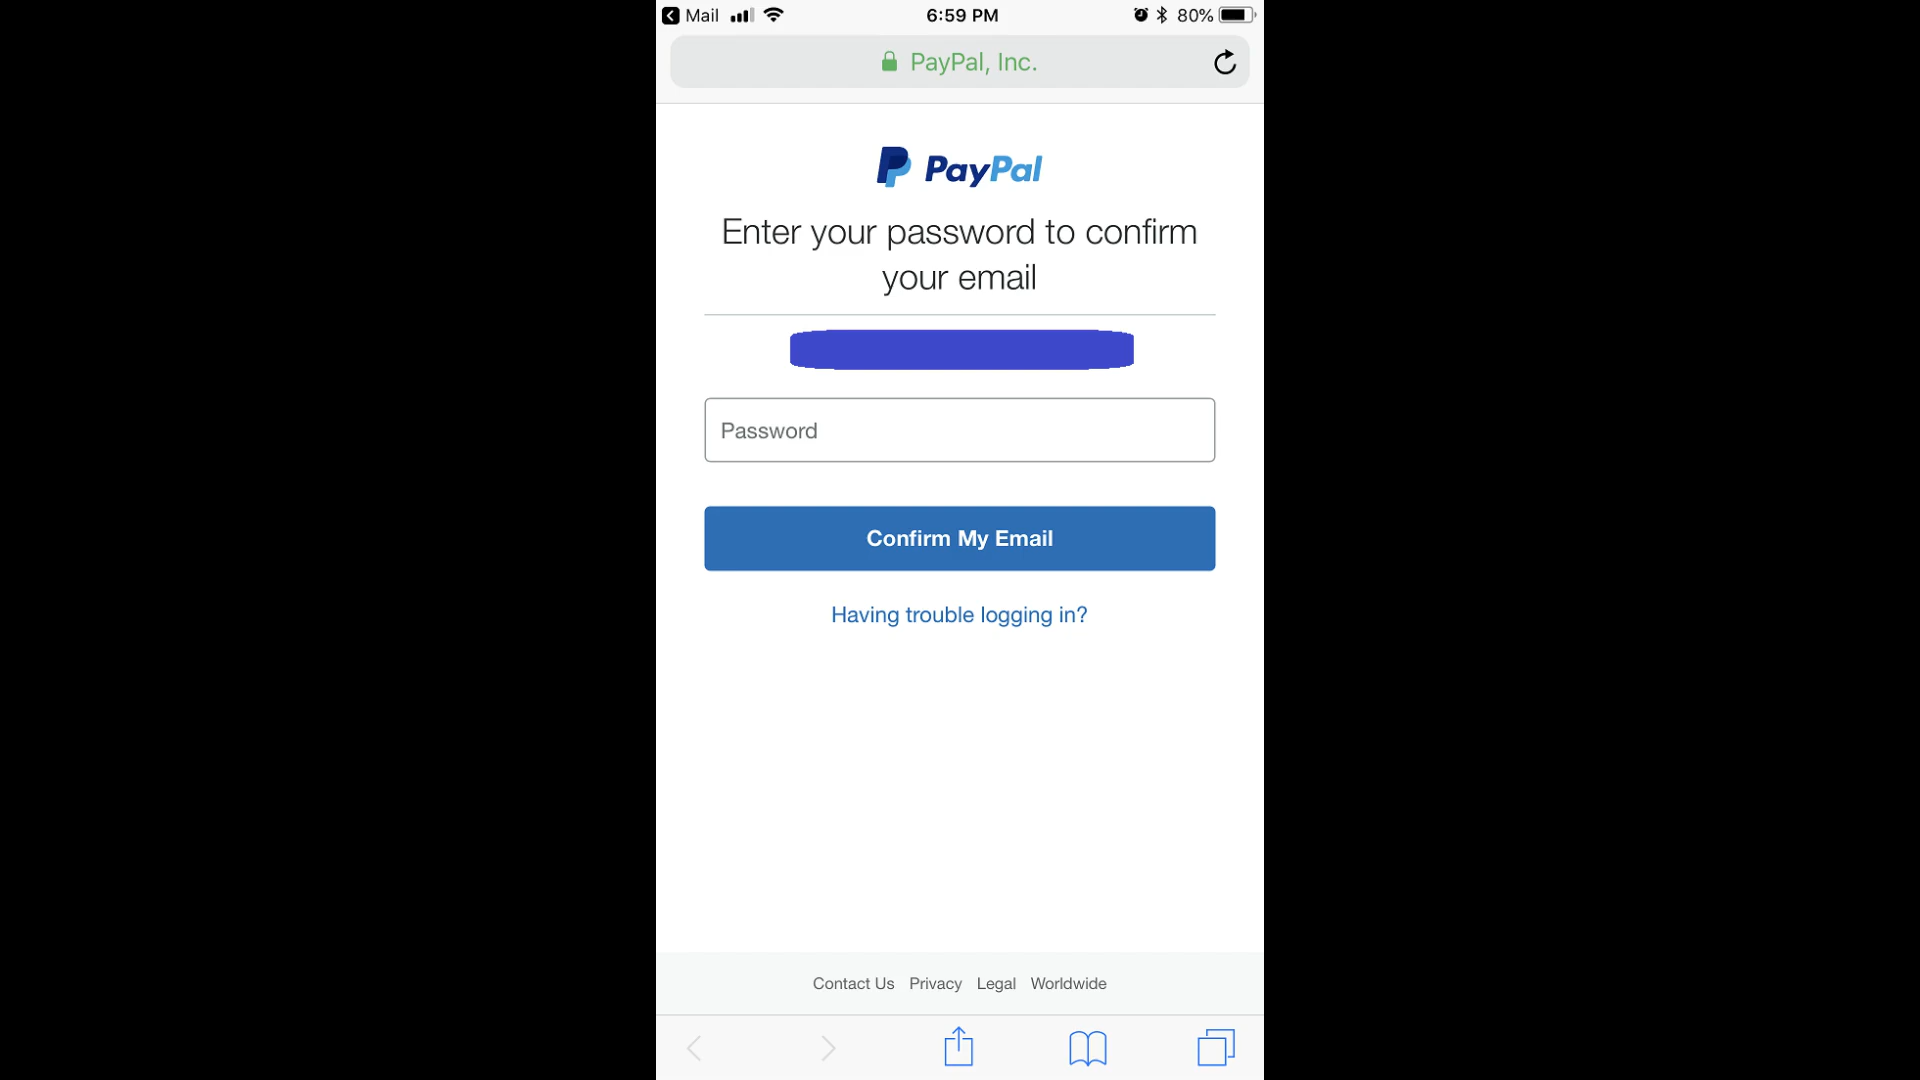 Mail 6:59 PM 80%
PayPal, Inc.
PayPal
Enter your password to confirm
your email
Password
Confirm My Email
Having trouble logging in?
Contact Us Privacy Legal Worldwide